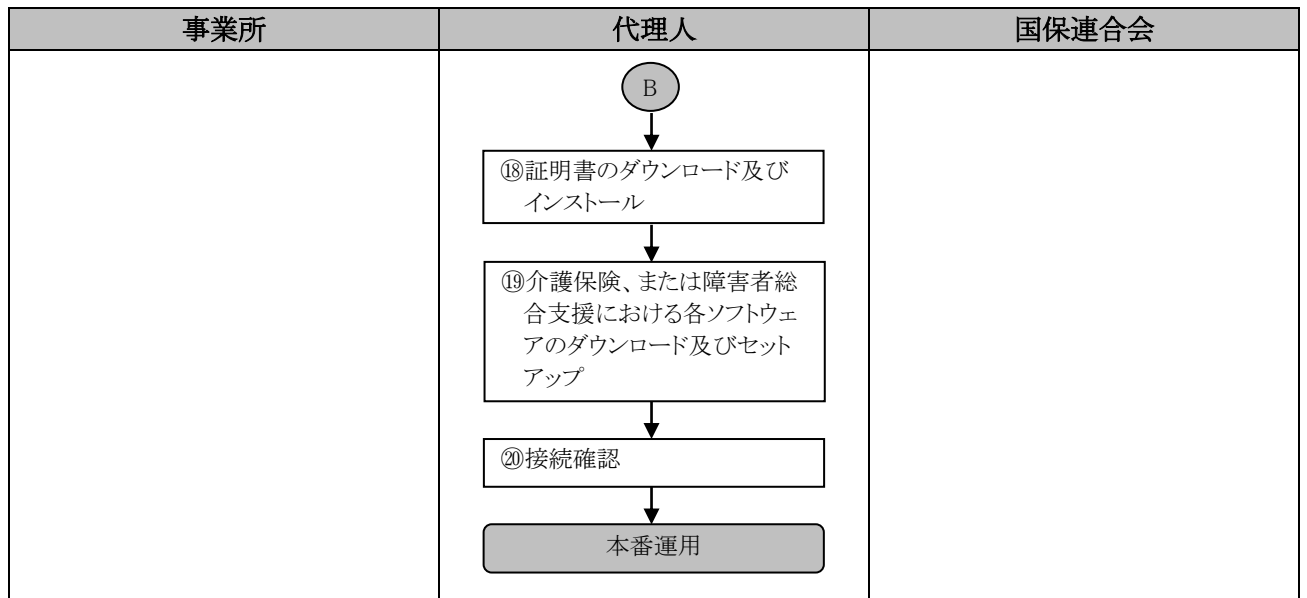 事業所
代理人
国保連合会
B
⑱証明書のダウンロード及び
インストール
⑲介護保険、または障害者総
合支援における各ソフトウェ
アのダウンロード及びセット
アップ
⑳接続確認
本番運用